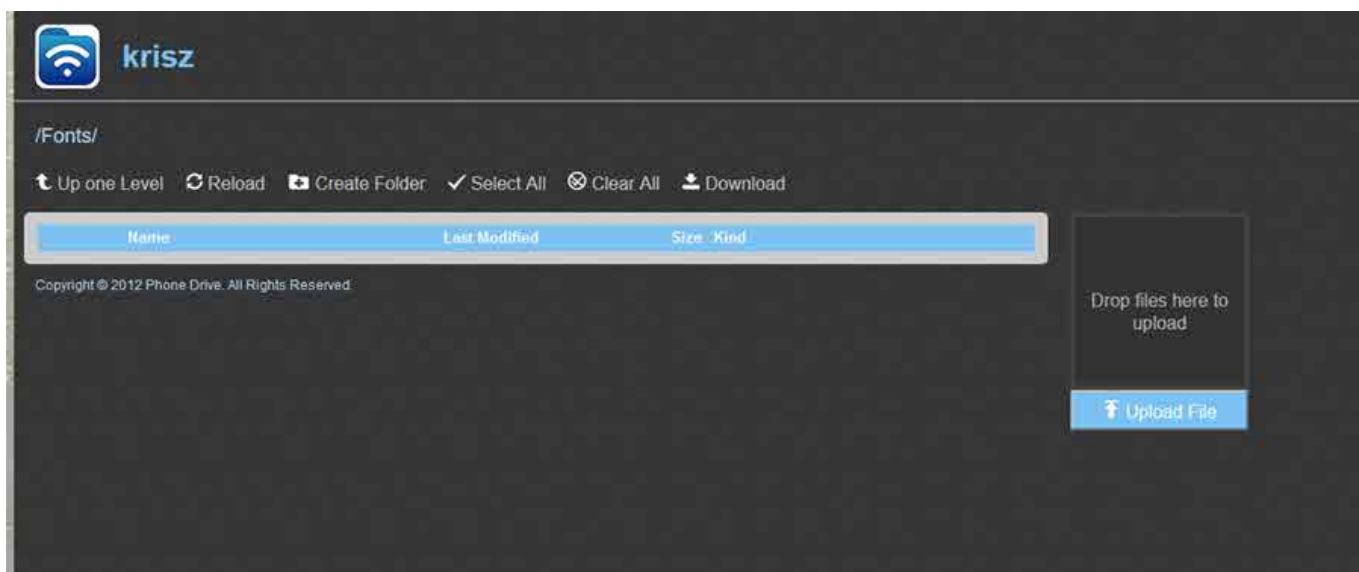 krisz
/Fonts/
Up one Level Reload Create Folder Select All Clear All Download
Name Last Modified Size Kind
Copyright © 2012 Phone Drive. All Rights Reserved.
Drop files here to
upload
Upload File